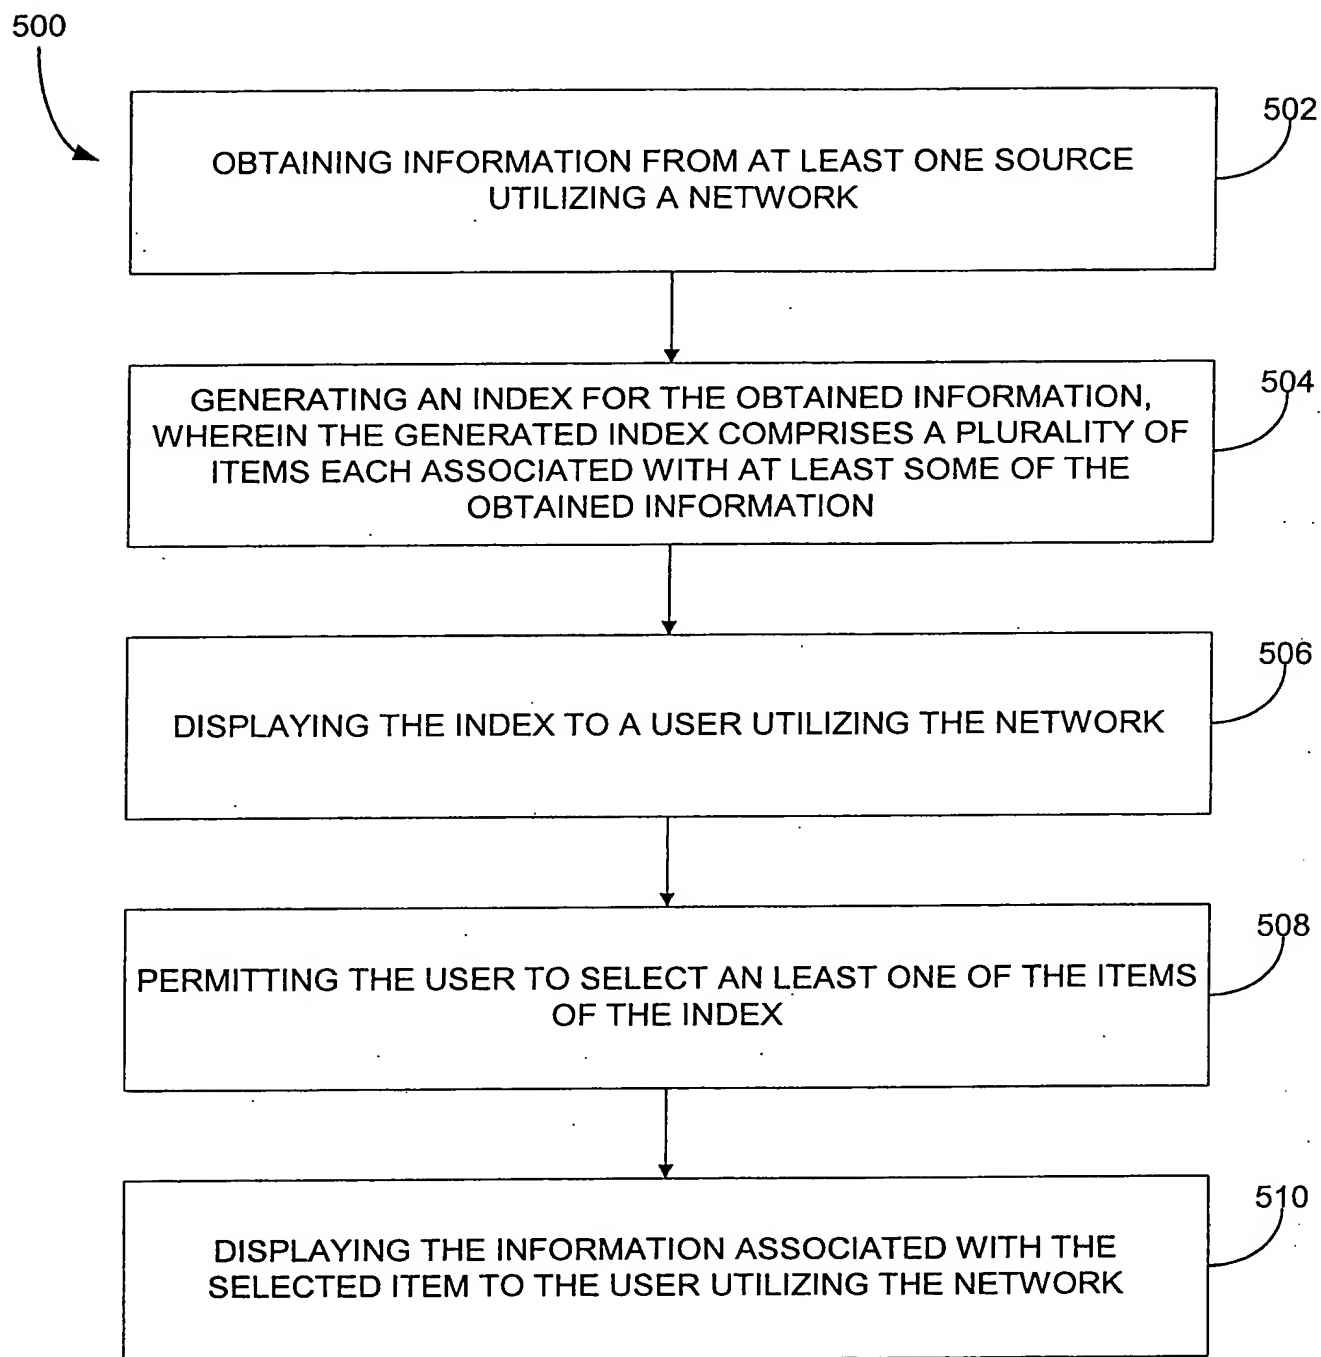 500
502
OBTAINING INFORMATION FROM AT LEAST ONE SOURCE
UTILIZING A NETWORK
504
GENERATING AN INDEX FOR THE OBTAINED INFORMATION,
WHEREIN THE GENERATED INDEX COMPRISES A PLURALITY OF
ITEMS EACH ASSOCIATED WITH AT LEAST SOME OF THE
OBTAINED INFORMATION
506
DISPLAYING THE INDEX TO A USER UTILIZING THE NETWORK
508
PERMITTING THE USER TO SELECT AN LEAST ONE OF THE ITEMS
OF THE INDEX
510
DISPLAYING THE INFORMATION ASSOCIATED WITH THE
SELECTED ITEM TO THE USER UTILIZING THE NETWORK